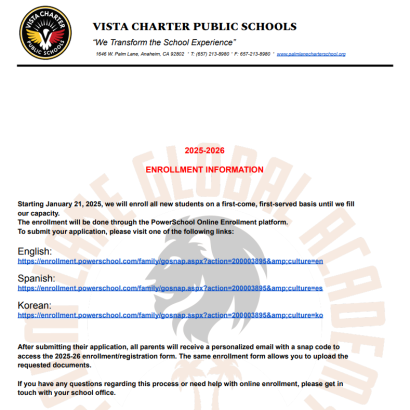 VISTA CHARTER PUBLIC SCHOOLS
VISTA CHARTER PUBLIC SCHOOLS
“We Transform the School Experience”
1646 W. Palm Lane, Anaheim, CA 92802 * T: (657) 213-8980 * F: 657-213-8980 * www.palmlanecharterschool.org
2025-2026
ENROLLMENT INFORMATION
Starting January 21, 2025, we will enroll all new students on a first-come, first-served basis until we fill
our capacity.
The enrollment will be done through the PowerSchool Online Enrollment platform.
To submit your application, please visit one of the following links:
English:
https://enrollment.powerschool.com/family/gosnap.aspx?action=200003895&amp;culture=en
Spanish:
https://enrollment.powerschool.com/family/gosnap.aspx?action=200003895&amp;culture=es
Korean:
https://enrollment.powerschool.com/family/gosnap.aspx?action=200003895&amp;culture=ko
After submitting their application, all parents will receive a personalized email with a snap code to
access the 2025-26 enrollment/registration form. The same enrollment form allows you to upload the
requested documents.
If you have any questions regarding this process or need help with online enrollment, please get in
touch with your school office.
LANE GLOBAL ACADEM